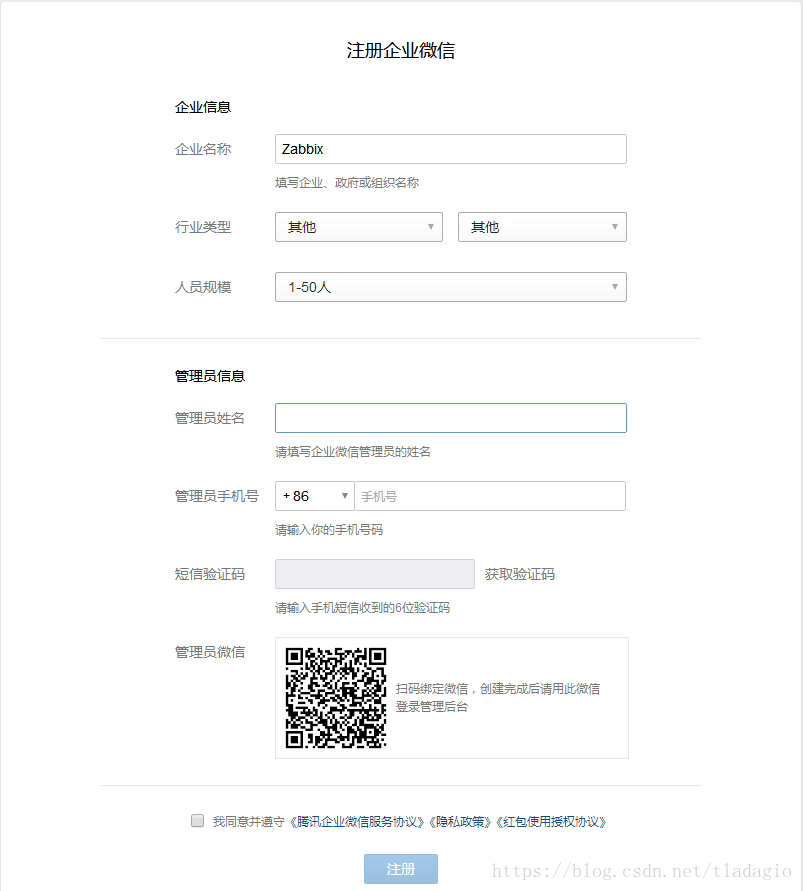 注册企业微信
企业信息
企业名称 Zabbix
填写企业、政府或组织名称
行业类型 其他 其他
人员规模 1-50人
管理员信息
管理员姓名
请填写企业微信管理员的姓名
管理员手机号 +86 手机号
请输入你的手机号码
短信验证码 获取验证码
请输入手机短信收到的6位验证码
管理员微信
扫码绑定微信，创建完成后请用此微信
登录管理后台
我同意并遵守《腾讯企业微信服务协议》《隐私政策》《红包使用授权协议》
注册
https://blog.csdn.net/tladagio